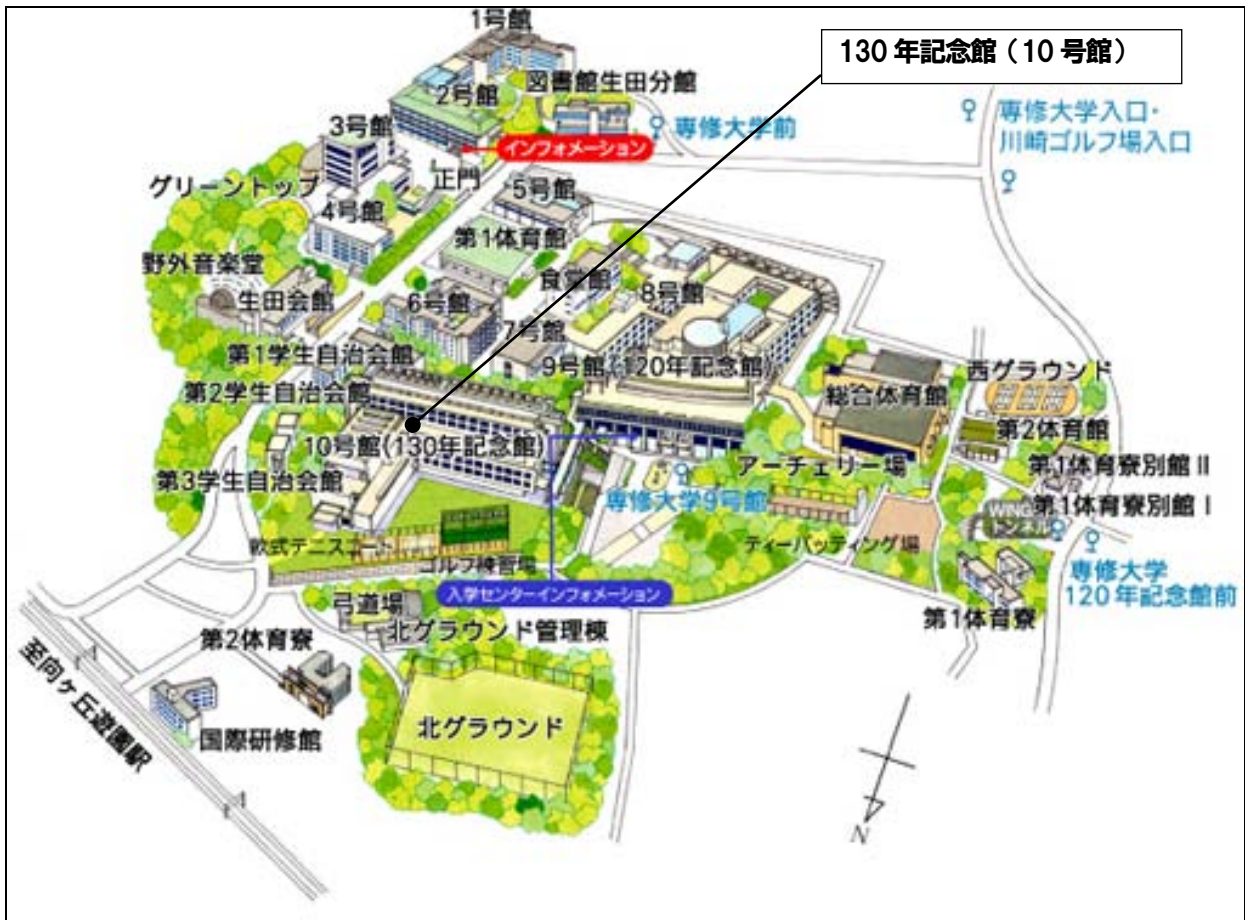 1号館
130年記念館（10号館）
2号館
図書館生田分館
専修大学前
専修大学入口・
川崎ゴルフ場入口
3号館
インフォメーション
グリーントップ
正門
5号館
4号館
第1体育館
野外音楽堂
生田会館
食堂館
8号館
6号館
7号館
第1学生自治会館
9号館(120年記念館)
第2学生自治会館
総合体育館
西グラウンド
第2体育館
10号館(130年記念館)
アーチェリー場
第1体育寮別館Ⅱ
第3学生自治会館
専修大学9号館
WING
トンネル
第1体育寮別館Ⅰ
軟式テニスコート
ゴルフ練習場
ティーバッティング場
入学センターインフォメーション
専修大学
120年記念館前
弓道場
第1体育寮
北グラウンド管理棟
第2体育寮
至向ヶ丘遊園駅
国際研修館
北グラウンド
N